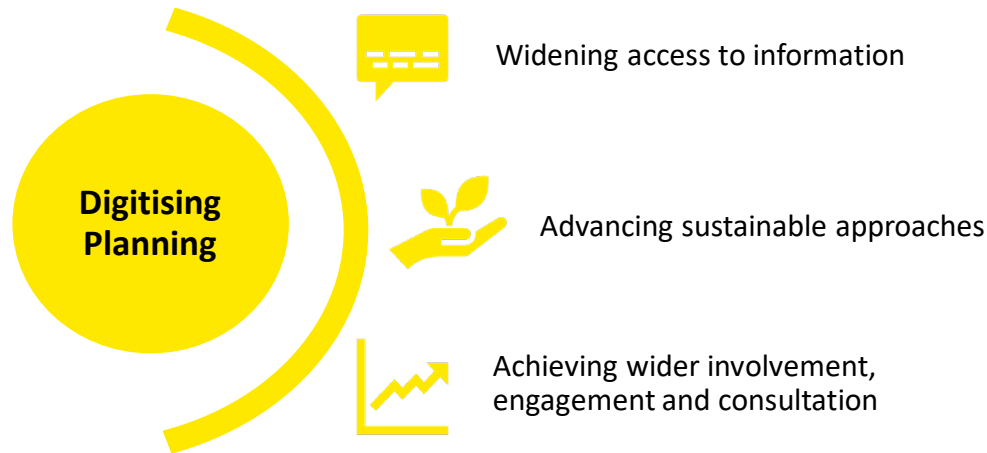 Widening access to information
Digitising
Planning
Advancing sustainable approaches
Achieving wider involvement,
engagement and consultation